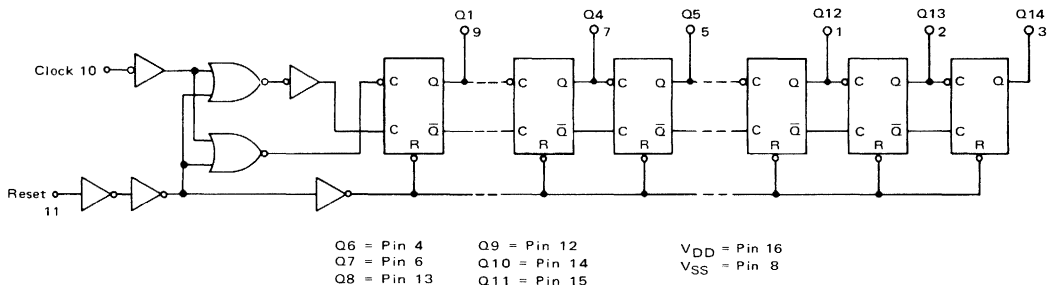 Q1
9
Q4
7
Q5
5
Q12
1
Q13
2
Q14
3
Clock 10
C Q
C Q
C Q
C Q
C Q
C Q
C Q̅
C Q̅
C Q̅
C Q̅
C Q̅
C
R
R
R
R
R
R
Reset
11
Q6 = Pin 4
Q7 = Pin 6
Q8 = Pin 13
Q9 = Pin 12
Q10 = Pin 14
Q11 = Pin 15
VDD = Pin 16
VSS = Pin 8